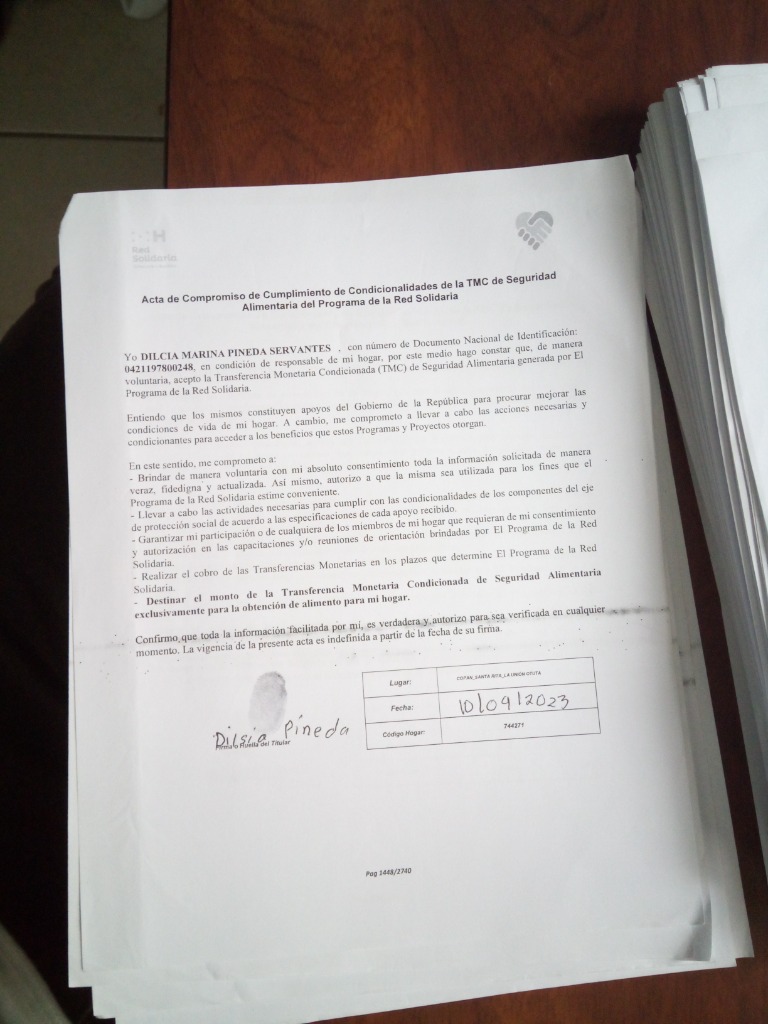 Red
Solidaria
Acta de Compromiso de Cumplimiento de Condicionalidades de la TMC de Seguridad
Alimentaria del Programa de la Red Solidaria
Yo DILCIA MARINA PINEDA SERVANTES , con número de Documento Nacional de Identificación:
0421197800248, en condición de responsable de mi hogar, por este medio hago constar que, de manera
voluntaria, acepto la Transferencia Monetaria Condicionada (TMC) de Seguridad Alimentaria generada por El
Programa de la Red Solidaria.
Entiendo que los mismos constituyen apoyos del Gobierno de la República para procurar mejorar las
condiciones de vida de mi hogar. A cambio, me comprometo a llevar a cabo las acciones necesarias y
condicionantes para acceder a los beneficios que estos Programas y Proyectos otorgan.
En este sentido, me comprometo a:
- Brindar de manera voluntaria con mi absoluto consentimiento toda la información solicitada de manera
veraz, fidedigna y actualizada. Así mismo, autorizo a que la misma sea utilizada para los fines que el
Programa de la Red Solidaria estime conveniente.
- Llevar a cabo las actividades necesarias para cumplir con las condicionalidades de los componentes del eje
de protección social de acuerdo a las especificaciones de cada apoyo recibido.
- Garantizar mi participación o de cualquiera de los miembros de mi hogar que requieran de mi consentimiento
y autorización en las capacitaciones y/o reuniones de orientación brindadas por El Programa de la Red
Solidaria.
- Realizar el cobro de las Transferencias Monetarias en los plazos que determine El Programa de la Red
Solidaria.
- Destinar el monto de la Transferencia Monetaria Condicionada de Seguridad Alimentaria
exclusivamente para la obtención de alimento para mi hogar.
Confirmo que toda la información facilitada por mí, es verdadera y autorizo para sea verificada en cualquier
momento. La vigencia de la presente acta es indefinida a partir de la fecha de su firma.
Lugar: COPAN_SANTA RITA_LA UNION OTUTA
Fecha: 10/09/2023
Código Hogar: 744271
Dilsia Pineda
Firma o Huella del Titular
Pag 1448/2740